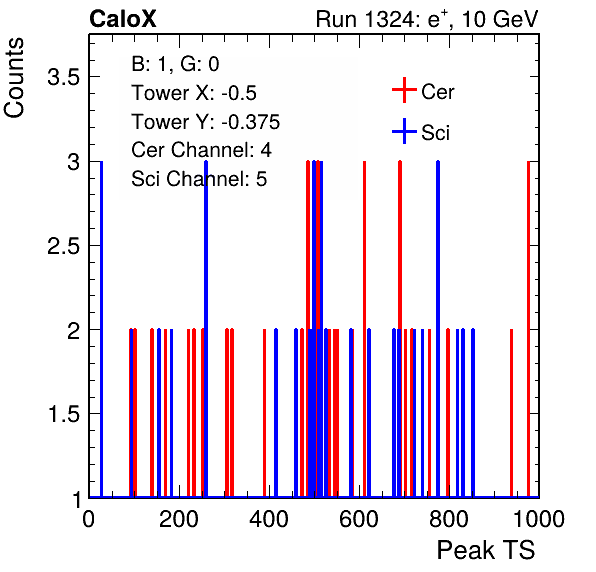 CaloX Run 1324: e+, 10 GeV
Counts
B: 1, G: 0
Tower X: -0.5
Tower Y: -0.375
Cer Channel: 4
Sci Channel: 5
Cer
Sci
3.5
3
2.5
2
1.5
1
0 200 400 600 800 1000
Peak TS